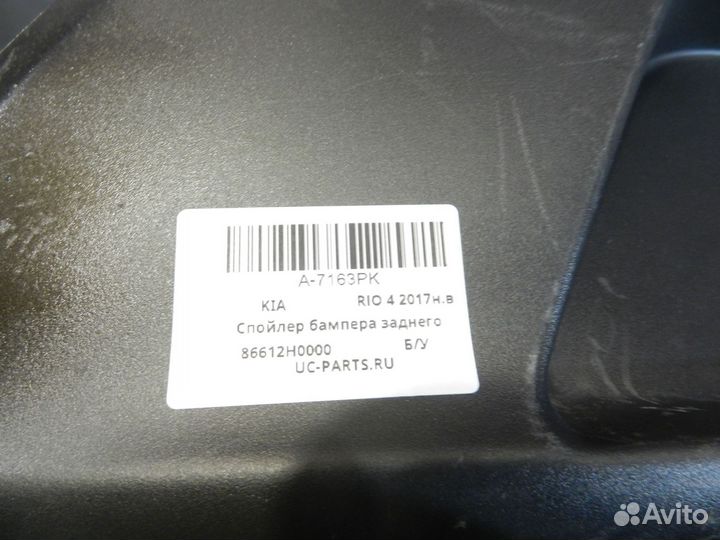 A-7163PK
KIA RIO 4 2017н.в
Спойлер бампера заднего
86612H0000 Б/У
UC-PARTS.RU
Avito